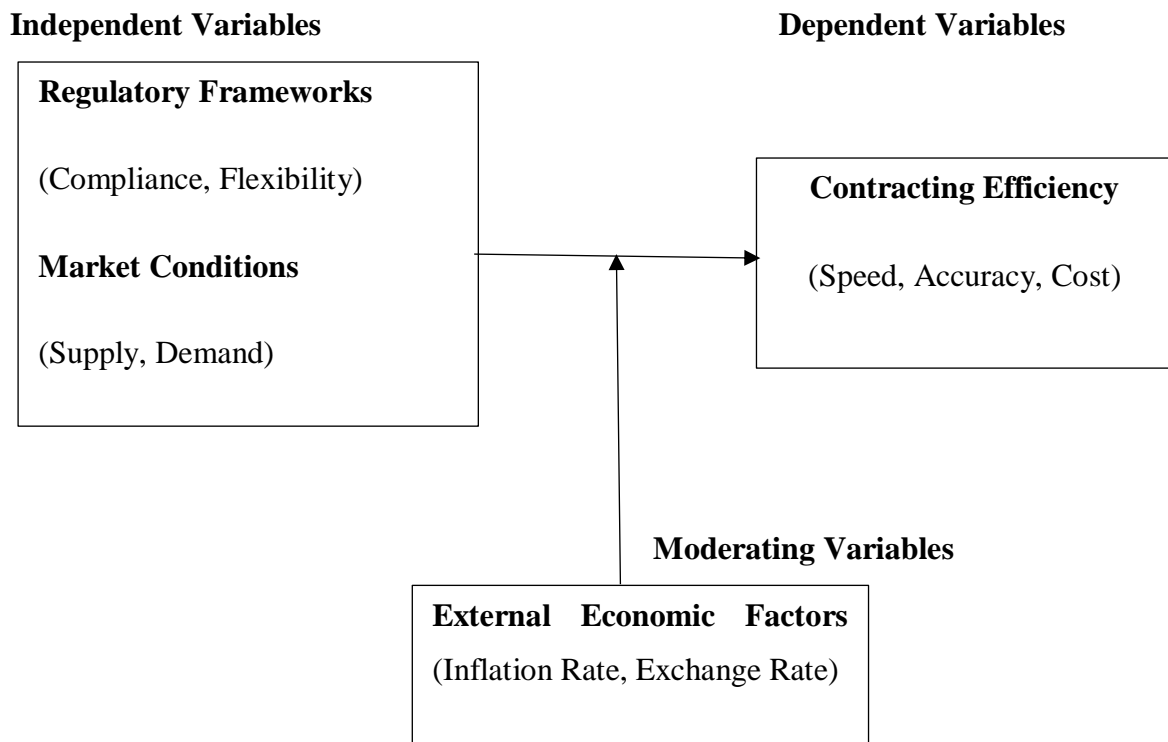 Independent Variables
Dependent Variables
Regulatory Frameworks
(Compliance, Flexibility)
Market Conditions
(Supply, Demand)
Contracting Efficiency
(Speed, Accuracy, Cost)
Moderating Variables
External Economic Factors
(Inflation Rate, Exchange Rate)